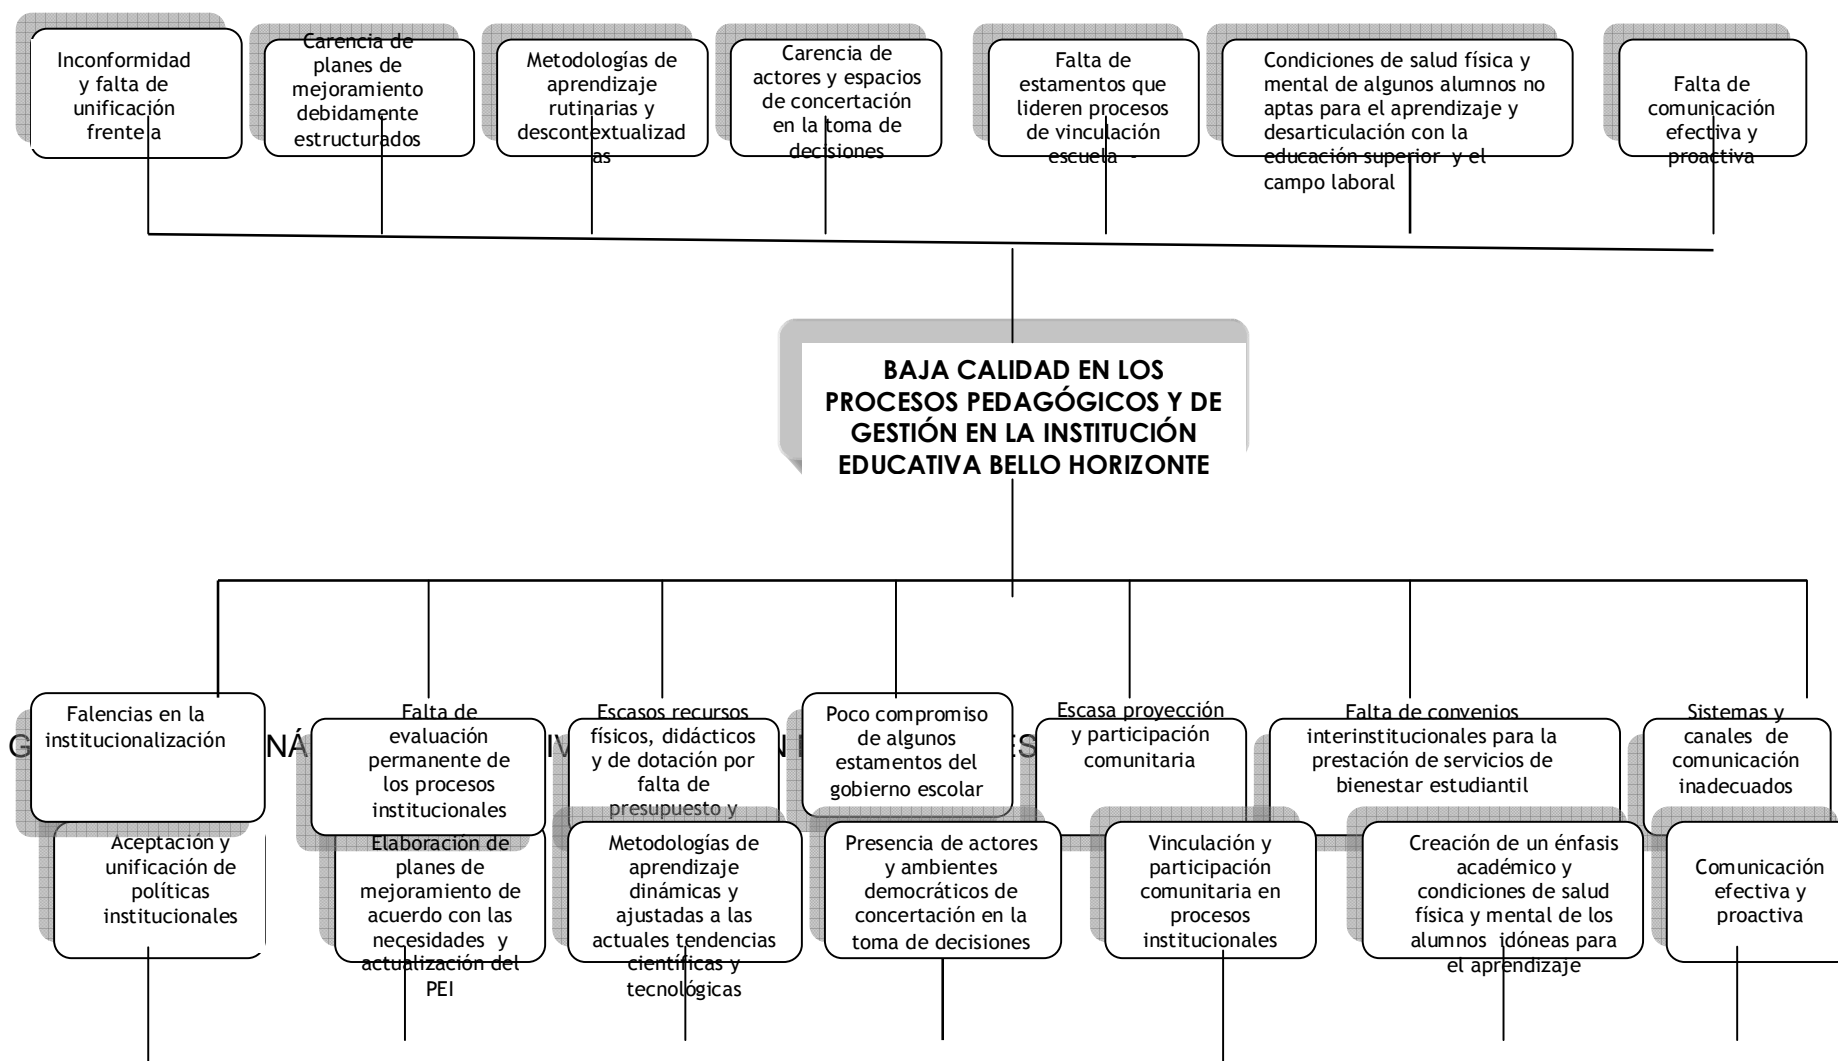 Inconformidad
y falta de
unificación
frente a
Carencia de
planes de
mejoramiento
debidamente
estructurados
Metodologías de
aprendizaje
rutinarias y
descontextualizad
as
Carencia de
actores y espacios
de concertación
en la toma de
decisiones
Falta de
estamentos que
lideren procesos
de vinculación
escuela -
Condiciones de salud física y
mental de algunos alumnos no
aptas para el aprendizaje y
desarticulación con la
educación superior y el
campo laboral
Falta de
comunicación
efectiva y
proactiva
BAJA CALIDAD EN LOS
PROCESOS PEDAGÓGICOS Y DE
GESTIÓN EN LA INSTITUCIÓN
EDUCATIVA BELLO HORIZONTE
Falencias en la
institucionalización
Falta de
evaluación
permanente de
los procesos
institucionales
Escasos recursos
físicos, didácticos
y de dotación por
falta de
presupuesto y
Poco compromiso
de algunos
estamentos del
gobierno escolar
Escasa proyección
y participación
comunitaria
Falta de convenios
interinstitucionales para la
prestación de servicios de
bienestar estudiantil
Sistemas y
canales de
comunicación
inadecuados
Aceptación y
unificación de
políticas
institucionales
Elaboración de
planes de
mejoramiento de
acuerdo con las
necesidades y
actualización del
PEI
Metodologías de
aprendizaje
dinámicas y
ajustadas a las
actuales tendencias
científicas y
tecnológicas
Presencia de actores
y ambientes
democráticos de
concertación en la
toma de decisiones
Vinculación y
participación
comunitaria en
procesos
institucionales
Creación de un énfasis
académico y
condiciones de salud
física y mental de los
alumnos idóneas para
el aprendizaje
Comunicación
efectiva y
proactiva